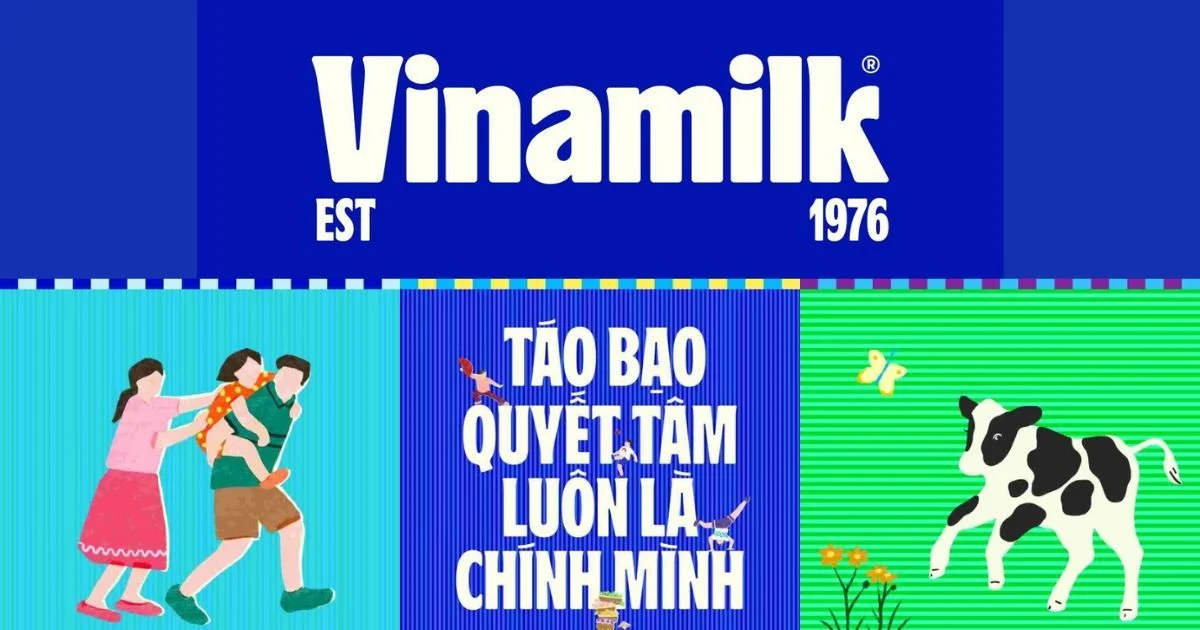 Vinamilk®
EST 1976
TÁO BẠO
QUYẾT TÂM
LUÔN LÀ
CHÍNH MÌNH